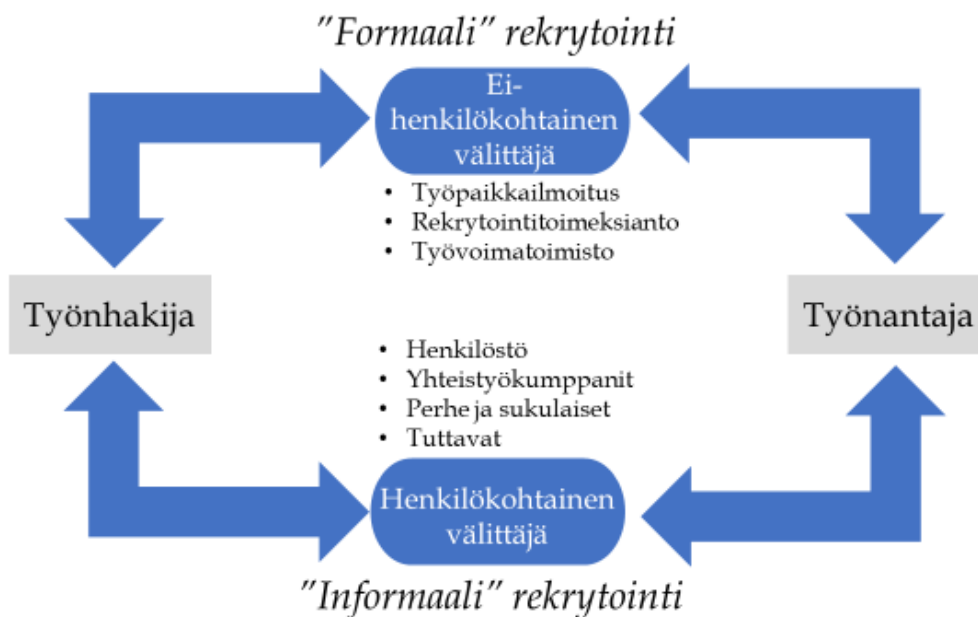 ”Formaali” rekrytointi
Ei-
henkilökohtainen
välittäjä
• Työpaikkailmoitus
• Rekrytointitoimeksianto
• Työvoimatoimisto
Työnhakija
Työnantaja
• Henkilöstö
• Yhteistyökumppanit
• Perhe ja sukulaiset
• Tuttavat
Henkilökohtainen
välittäjä
”Informaali” rekrytointi